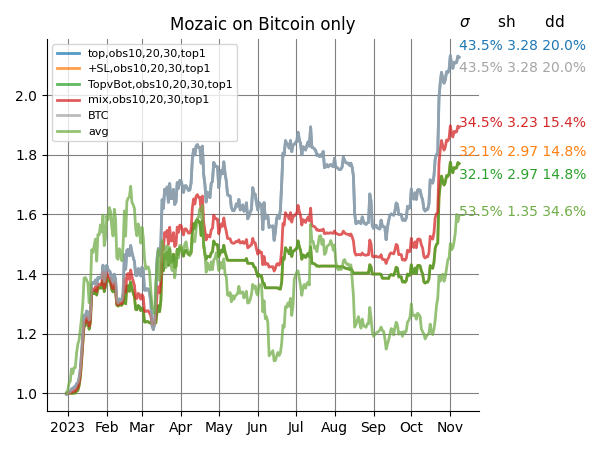 Mozaic on Bitcoin only
σ sh dd
top,obs10,20,30,top1
+SL,obs10,20,30,top1
TopvBot,obs10,20,30,top1
mix,obs10,20,30,top1
BTC
avg
43.5% 3.28 20.0%
43.5% 3.28 20.0%
34.5% 3.23 15.4%
32.1% 2.97 14.8%
32.1% 2.97 14.8%
53.5% 1.35 34.6%
2.0
1.8
1.6
1.4
1.2
1.0
2023 Feb Mar Apr May Jun Jul Aug Sep Oct Nov